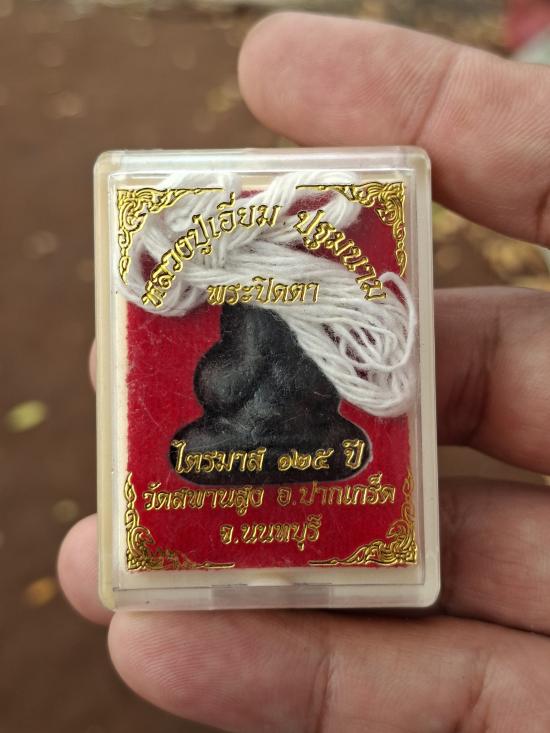 หลวงปู่เอี่ยม ปฐมนาม
พระปิดตา
ไตรมาส ๑๒๕ ปี
วัดสพานสูง อ.ปากเกร็ด
จ.นนทบุรี